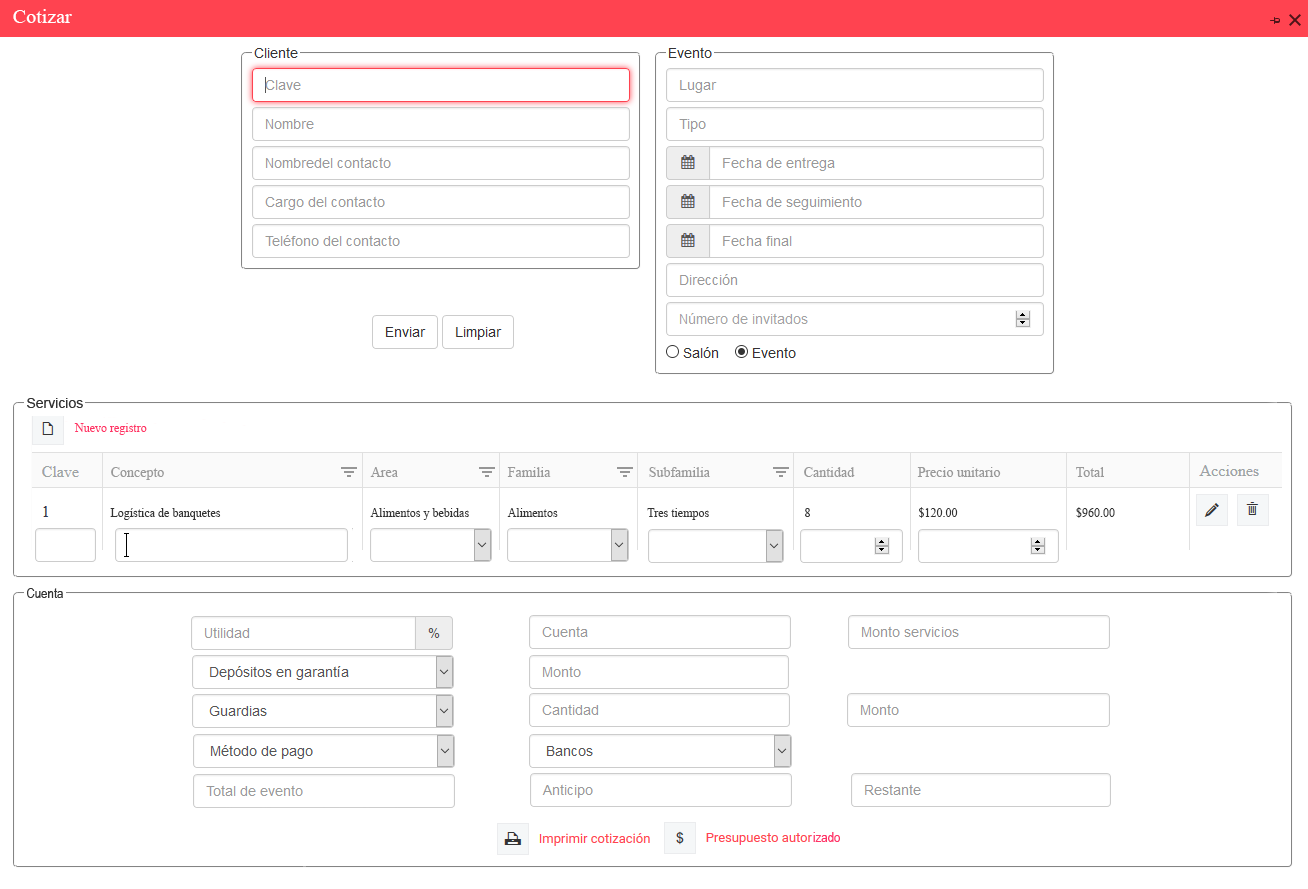 Cotizar
Cliente
Clave
Nombre
Nombredel contacto
Cargo del contacto
Teléfono del contacto
Enviar Limpiar
Evento
Lugar
Tipo
Fecha de entrega
Fecha de seguimiento
Fecha final
Dirección
Número de invitados
Salón Evento
Servicios
Nuevo registro
Clave Concepto Area Familia Subfamilia Cantidad Precio unitario Total Acciones
1 Logística de banquetes Alimentos y bebidas Alimentos Tres tiempos 8 $120.00 $960.00
Cuenta
Utilidad % Cuenta Monto servicios
Depósitos en garantía Monto
Guardias Cantidad Monto
Método de pago Bancos
Total de evento Anticipo Restante
Imprimir cotización $ Presupuesto autorizado